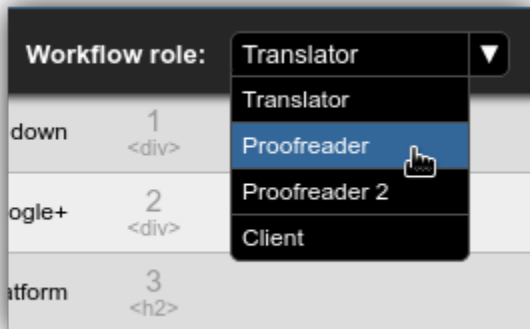 Workflow role: Translator ▼
Translator
down 1
<div>
Proofreader
ogle+ 2
<div>
Proofreader 2
Client
atform 3
<h2>